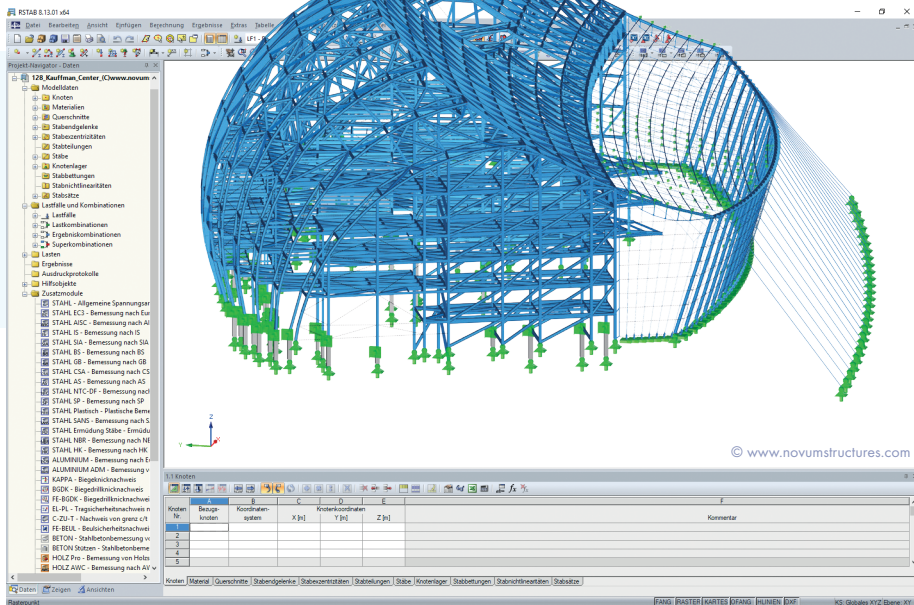 RSTAB 8.13.01 x64
Datei Bearbeiten Ansicht Einfügen Berechnung Ergebnisse Extras Tabelle
LF1 -
Projekt-Navigator - Daten
128_Kauffman_Center_(C)www.novum
Modelldaten
Knoten
Materialien
Querschnitte
Stabendgelenke
Stabexzentrizitäten
Stabteilungen
Stäbe
Knotenlager
Stabbettungen
Stabnichtlinearitäten
Stabsätze
Lastfälle und Kombinationen
Lastfälle
Lastkombinationen
Ergebniskombinationen
Superkombinationen
Lasten
Ergebnisse
Ausdruckprotokolle
Hilfsobjekte
Zusatzmodule
STAHL - Allgemeine Spannungsar
STAHL EC3 - Bemessung nach Eur
STAHL AISC - Bemessung nach AI
STAHL IS - Bemessung nach IS
STAHL SIA - Bemessung nach SIA
STAHL BS - Bemessung nach BS
STAHL GB - Bemessung nach GB
STAHL CSA - Bemessung nach CS
STAHL AS - Bemessung nach AS
STAHL NTC-DF - Bemessung nach
STAHL SP - Bemessung nach SP
STAHL Plastisch - Plastische Beme
STAHL SANS - Bemessung nach S
STAHL Ermüdung Stäbe - Ermüdu
STAHL NBR - Bemessung nach NB
STAHL HK - Bemessung nach HK
ALUMINIUM - Bemessung nach E
ALUMINIUM ADM - Bemessung v
KAPPA - Biegeknicknachweis
BGDK - Biegedrillknicknachweis
FE-BGDK - Biegedrillknicknachwei
EL-PL - Tragsicherheitsnachweis n
C-ZU-T - Nachweis von grenz c/t
FE-BEUL - Beulsicherheitsnachwei
BETON - Stahlbetonbemessung v
BETON Stützen - Stahlbetonbeme
HOLZ Pro - Bemessung von Holzs
HOLZ AWC - Bemessung nach AV
Daten Zeigen Ansichten
Z
Y
X
© www.novumstructures.com
1.1 Knoten
A B C D E F
Knoten Bezugs- Koordinaten- Knotenkoordinaten
Nr. knoten system X [m] Y [m] Z [m] Kommentar
1
2
3
4
5
Knoten Material Querschnitte Stabendgelenke Stabexzentrizitäten Stabteilungen Stäbe Knotenlager Stabbettungen Stabnichtlinearitäten Stabsätze
Rasterpunkt FANG RASTER KARTES OFANG HLINIEN DXF KS: Globales XYZ Ebene: XY